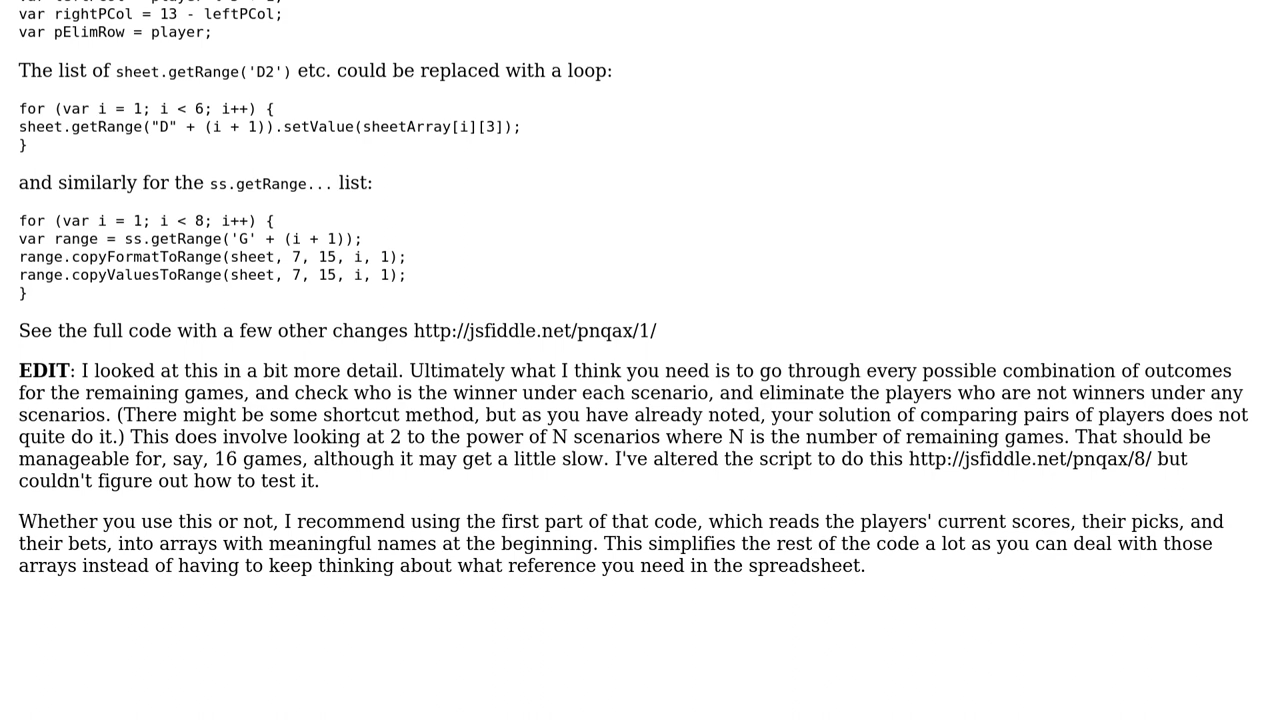 var rightPCol = 13 - leftPCol;
var pElimRow = player;
The list of sheet.getRange('D2') etc. could be replaced with a loop:
for (var i = 1; i < 6; i++) {
sheet.getRange("D" + (i + 1)).setValue(sheetArray[i][3]);
}
and similarly for the ss.getRange... list:
for (var i = 1; i < 8; i++) {
var range = ss.getRange('G' + (i + 1));
range.copyFormatToRange(sheet, 7, 15, i, 1);
range.copyValuesToRange(sheet, 7, 15, i, 1);
}
See the full code with a few other changes http://jsfiddle.net/pnqax/1/
EDIT: I looked at this in a bit more detail. Ultimately what I think you need is to go through every possible combination of outcomes
for the remaining games, and check who is the winner under each scenario, and eliminate the players who are not winners under any
scenarios. (There might be some shortcut method, but as you have already noted, your solution of comparing pairs of players does not
quite do it.) This does involve looking at 2 to the power of N scenarios where N is the number of remaining games. That should be
manageable for, say, 16 games, although it may get a little slow. I've altered the script to do this http://jsfiddle.net/pnqax/8/ but
couldn't figure out how to test it.
Whether you use this or not, I recommend using the first part of that code, which reads the players' current scores, their picks, and
their bets, into arrays with meaningful names at the beginning. This simplifies the rest of the code a lot as you can deal with those
arrays instead of having to keep thinking about what reference you need in the spreadsheet.